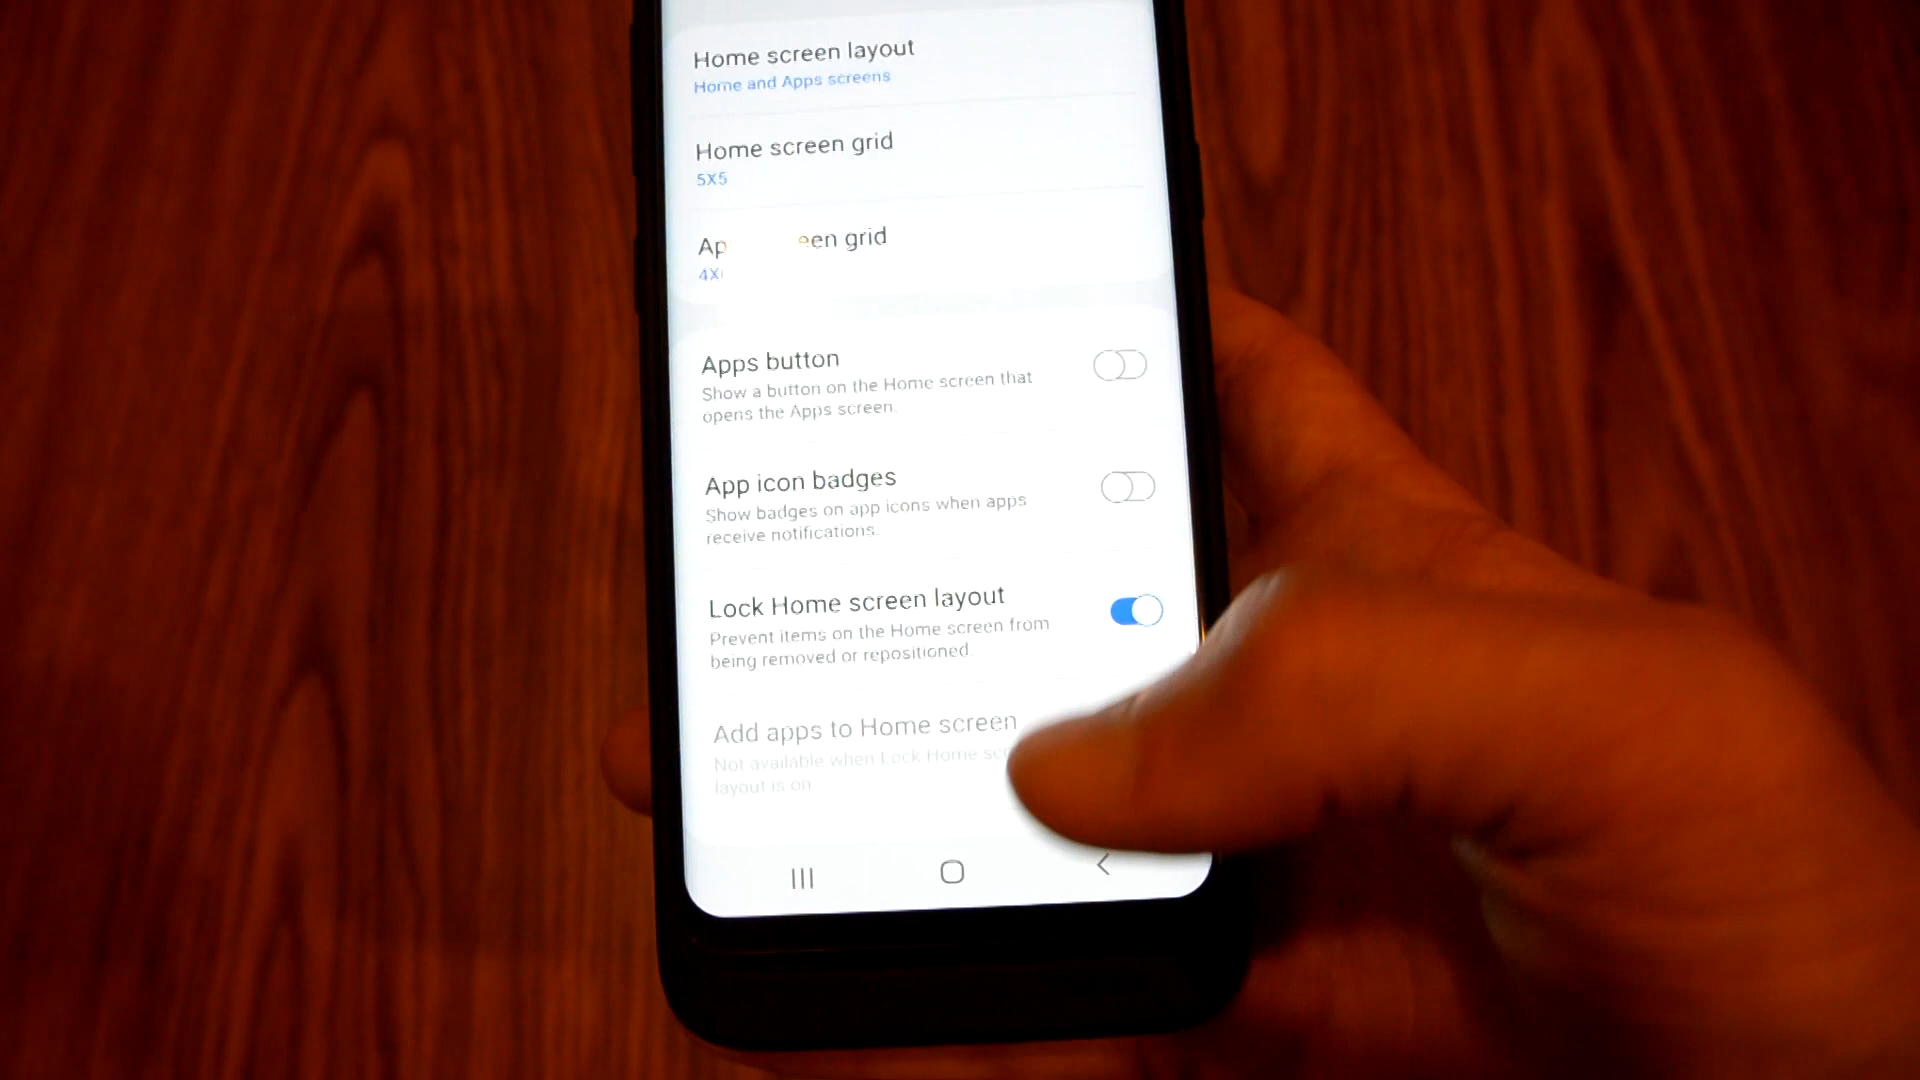 Home screen layout
Home and Apps screens
Home screen grid
5X5
Ap een grid
4X
Apps button
Show a button on the Home screen that
opens the Apps screen.
App icon badges
Show badges on app icons when apps
receive notifications.
Lock Home screen layout
Prevent items on the Home screen from
being removed or repositioned.
Add apps to Home screen
Not available when Lock Home
layout is on